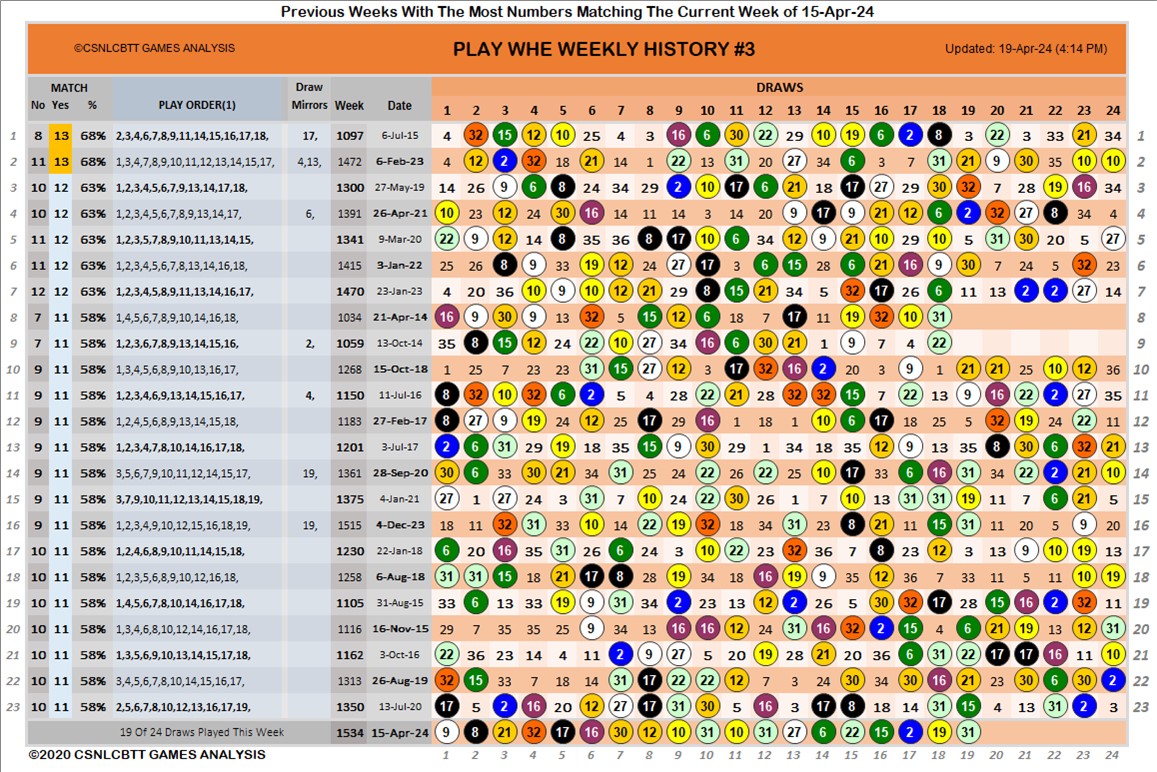 Previous Weeks With The Most Numbers Matching The Current Week of 15-Apr-24
©CSNLCBTT GAMES ANALYSIS PLAY WHE WEEKLY HISTORY #3 Updated: 19-Apr-24 (4:14 PM)
MATCH Draw DRAWS
No Yes % PLAY ORDER(1) Mirrors Week Date 1 2 3 4 5 6 7 8 9 10 11 12 13 14 15 16 17 18 19 20 21 22 23 24
1 8 13 68% 2,3,4,6,7,8,9,11,14,15,16,17,18, 17, 1097 6-Jul-15 4 32 15 12 10 25 4 3 16 6 30 22 29 10 19 6 2 8 3 22 3 33 21 34 1
2 11 13 68% 1,3,4,7,8,9,10,11,12,13,14,15,17, 4,13, 1472 6-Feb-23 4 12 2 32 18 21 14 1 22 13 31 20 27 34 15 3 7 31 21 9 30 35 10 10 2
3 10 12 63% 1,2,3,4,5,6,7,9,13,14,17,18, 1300 27-May-19 14 26 9 6 8 24 34 29 2 10 17 6 21 18 17 27 29 30 32 7 28 19 16 34 3
4 10 12 63% 1,2,3,4,5,6,7,8,9,13,14,17, 6, 1391 26-Apr-21 10 23 12 24 30 16 14 11 14 3 14 20 9 17 9 21 12 6 2 32 27 8 34 4 4
5 11 12 63% 1,2,3,5,7,8,9,10,11,13,14,15, 1341 9-Mar-20 22 9 12 14 8 35 36 8 17 10 6 34 12 9 21 10 29 10 5 31 30 20 5 27 5
6 11 12 63% 1,2,3,4,5,6,7,8,13,14,16,18, 1415 3-Jan-22 25 26 8 9 33 19 12 24 27 17 3 6 15 28 6 21 16 9 30 7 24 5 32 23 6
7 12 12 63% 1,2,3,4,5,8,9,11,13,14,16,17, 1470 23-Jan-23 4 20 36 10 9 10 12 21 29 8 15 21 34 5 32 17 26 6 11 13 2 2 27 14 7
8 7 11 58% 1,2,3,4,5,6,8,9,10,14,16,18, 1034 21-Apr-14 16 9 30 9 13 32 5 15 12 6 18 7 17 11 19 32 10 31 8
9 7 11 58% 1,2,3,6,7,8,9,13,14,15,16, 2, 1059 13-Oct-14 35 8 15 12 24 22 10 27 34 16 6 30 21 1 9 7 4 22 9
10 9 11 58% 1,3,4,5,6,8,9,10,13,16,17, 1268 15-Oct-18 1 25 7 23 23 31 15 27 12 3 17 32 16 2 20 3 9 1 21 21 25 10 12 36 10
11 9 11 58% 1,2,3,4,6,9,13,14,15,16,17, 4, 1150 11-Jul-16 8 32 10 32 6 2 5 4 28 22 21 28 32 32 15 7 22 13 9 16 22 2 27 35 11
12 9 11 58% 1,2,4,5,6,8,9,13,15,16,17, 1183 27-Feb-17 8 27 9 19 24 12 25 17 29 16 1 18 1 10 6 17 18 25 5 32 19 24 22 11 12
13 9 11 58% 1,2,3,4,7,8,10,14,16,17,18, 1201 3-Jul-17 2 6 31 29 19 18 35 15 9 30 29 1 34 18 35 12 9 13 35 8 30 6 32 21 13
14 9 11 58% 3,5,6,7,9,10,11,12,14,15,17, 19, 1361 28-Sep-20 30 6 33 30 21 34 31 25 24 22 26 22 25 10 17 33 6 16 31 34 22 2 21 10 14
15 9 11 58% 3,7,9,10,11,12,13,14,15,18,19, 1375 4-Jan-21 27 1 27 24 3 31 7 10 24 22 30 26 1 7 10 13 31 31 19 11 7 6 21 5 15
16 9 11 58% 1,2,3,4,9,10,12,15,16,18,19, 19, 1515 4-Dec-23 18 11 32 31 33 10 14 22 19 32 18 34 31 23 8 21 11 15 31 11 20 5 9 20 16
17 10 11 58% 1,2,4,6,8,9,10,11,14,15,18, 1230 22-Jan-18 6 20 16 35 31 26 6 24 3 10 22 23 32 36 7 8 23 12 3 13 9 10 19 13 17
18 10 11 58% 1,2,3,5,6,8,9,10,12,16,18, 1258 6-Aug-18 31 31 15 18 21 17 8 28 19 34 18 16 19 9 35 12 36 7 33 11 5 11 10 19 18
19 10 11 58% 1,4,5,6,7,8,10,14,16,17,18, 1105 31-Aug-15 33 6 13 33 19 9 31 34 2 23 13 12 2 26 5 30 32 17 28 15 16 2 32 11 19
20 10 11 58% 1,3,4,6,8,10,12,14,16,17,18, 1116 16-Nov-15 29 7 35 35 25 9 34 13 16 16 12 24 31 16 32 2 15 4 6 21 19 13 12 31 20
21 10 11 58% 1,3,5,6,9,10,13,14,15,17,18, 1162 3-Oct-16 22 36 23 14 4 11 2 9 27 5 20 19 28 21 20 36 6 31 22 17 17 16 11 10 21
22 10 11 58% 3,4,5,6,7,8,10,14,15,16,17, 1313 26-Aug-19 32 15 33 7 18 14 31 17 22 22 12 7 3 24 30 34 30 16 21 23 30 6 30 2 22
23 10 11 58% 2,5,6,7,8,10,12,13,16,17,19, 1350 13-Jul-20 17 5 2 16 20 12 27 17 31 30 5 16 3 17 8 18 14 31 15 4 13 31 2 3 23
19 Of 24 Draws Played This Week 1534 15-Apr-24 9 8 21 32 17 16 30 12 10 31 10 31 27 6 22 15 2 19 31
©2020 CSNLCBTT GAMES ANALYSIS 1 2 3 4 5 6 7 8 9 10 11 12 13 14 15 16 17 18 19 20 21 22 23 24